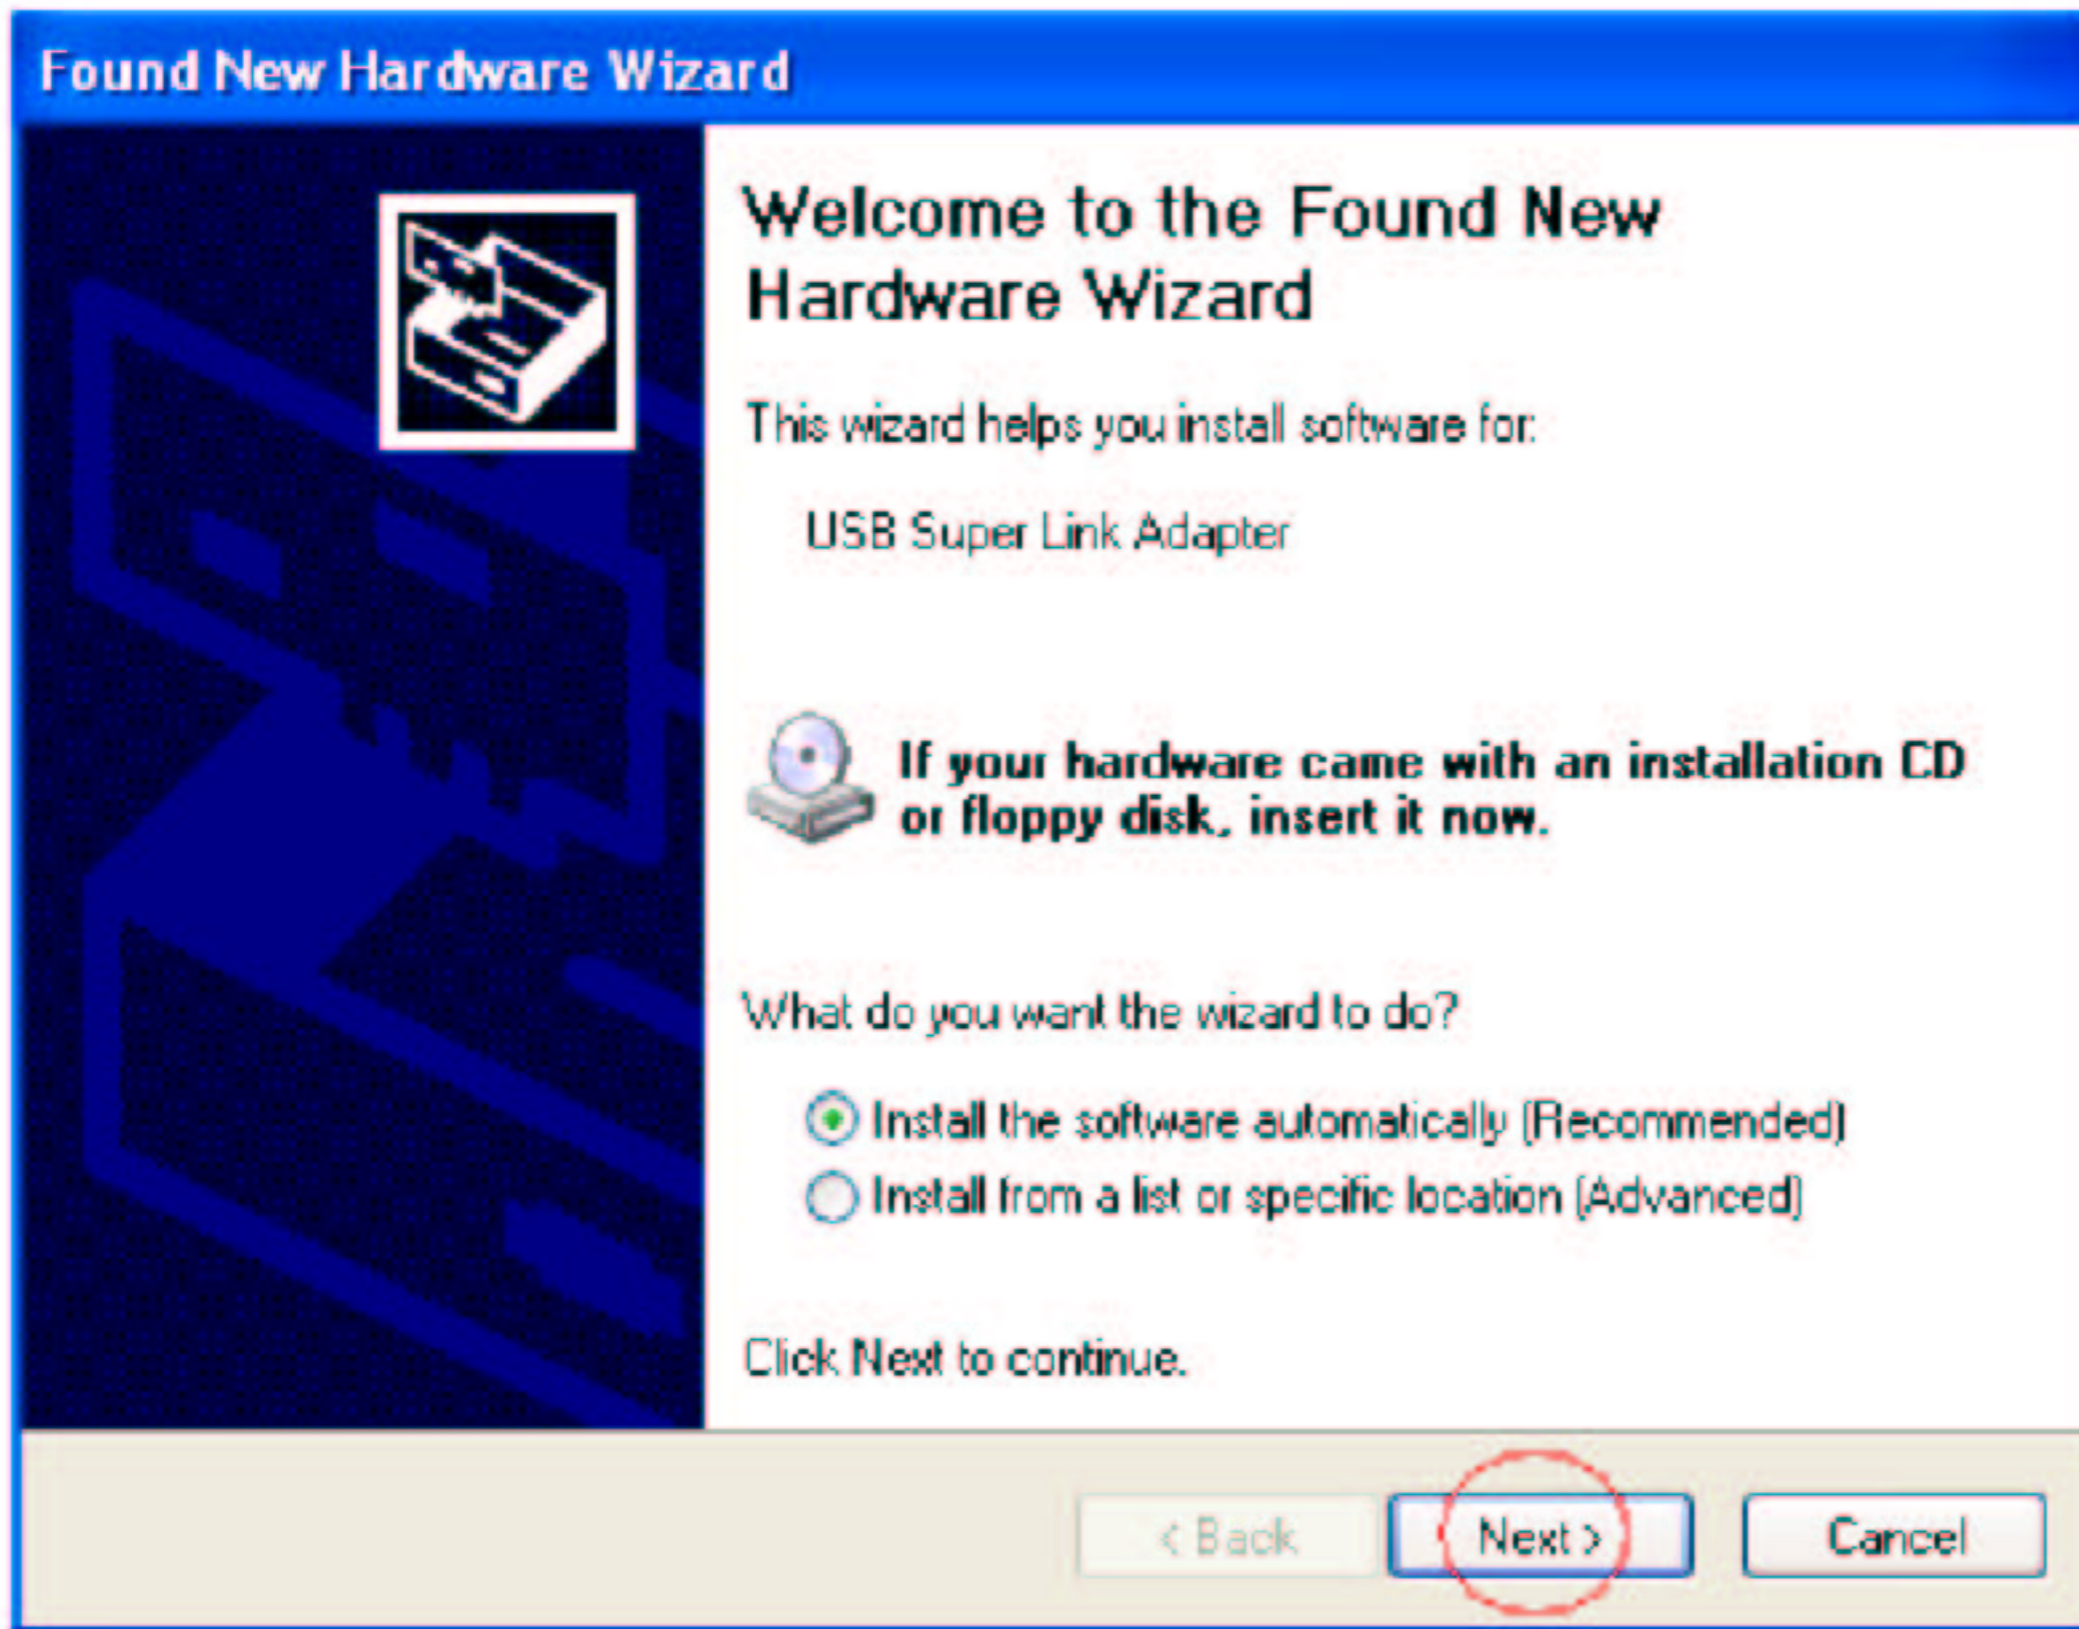 Found New Hardware Wizard
Welcome to the Found New
Hardware Wizard
This wizard helps you install software for:
USB Super Link Adapter
If your hardware came with an installation CD
or floppy disk, insert it now.
What do you want the wizard to do?
Install the software automatically (Recommended)
Install from a list or specific location (Advanced)
Click Next to continue.
< Back
Next >
Cancel